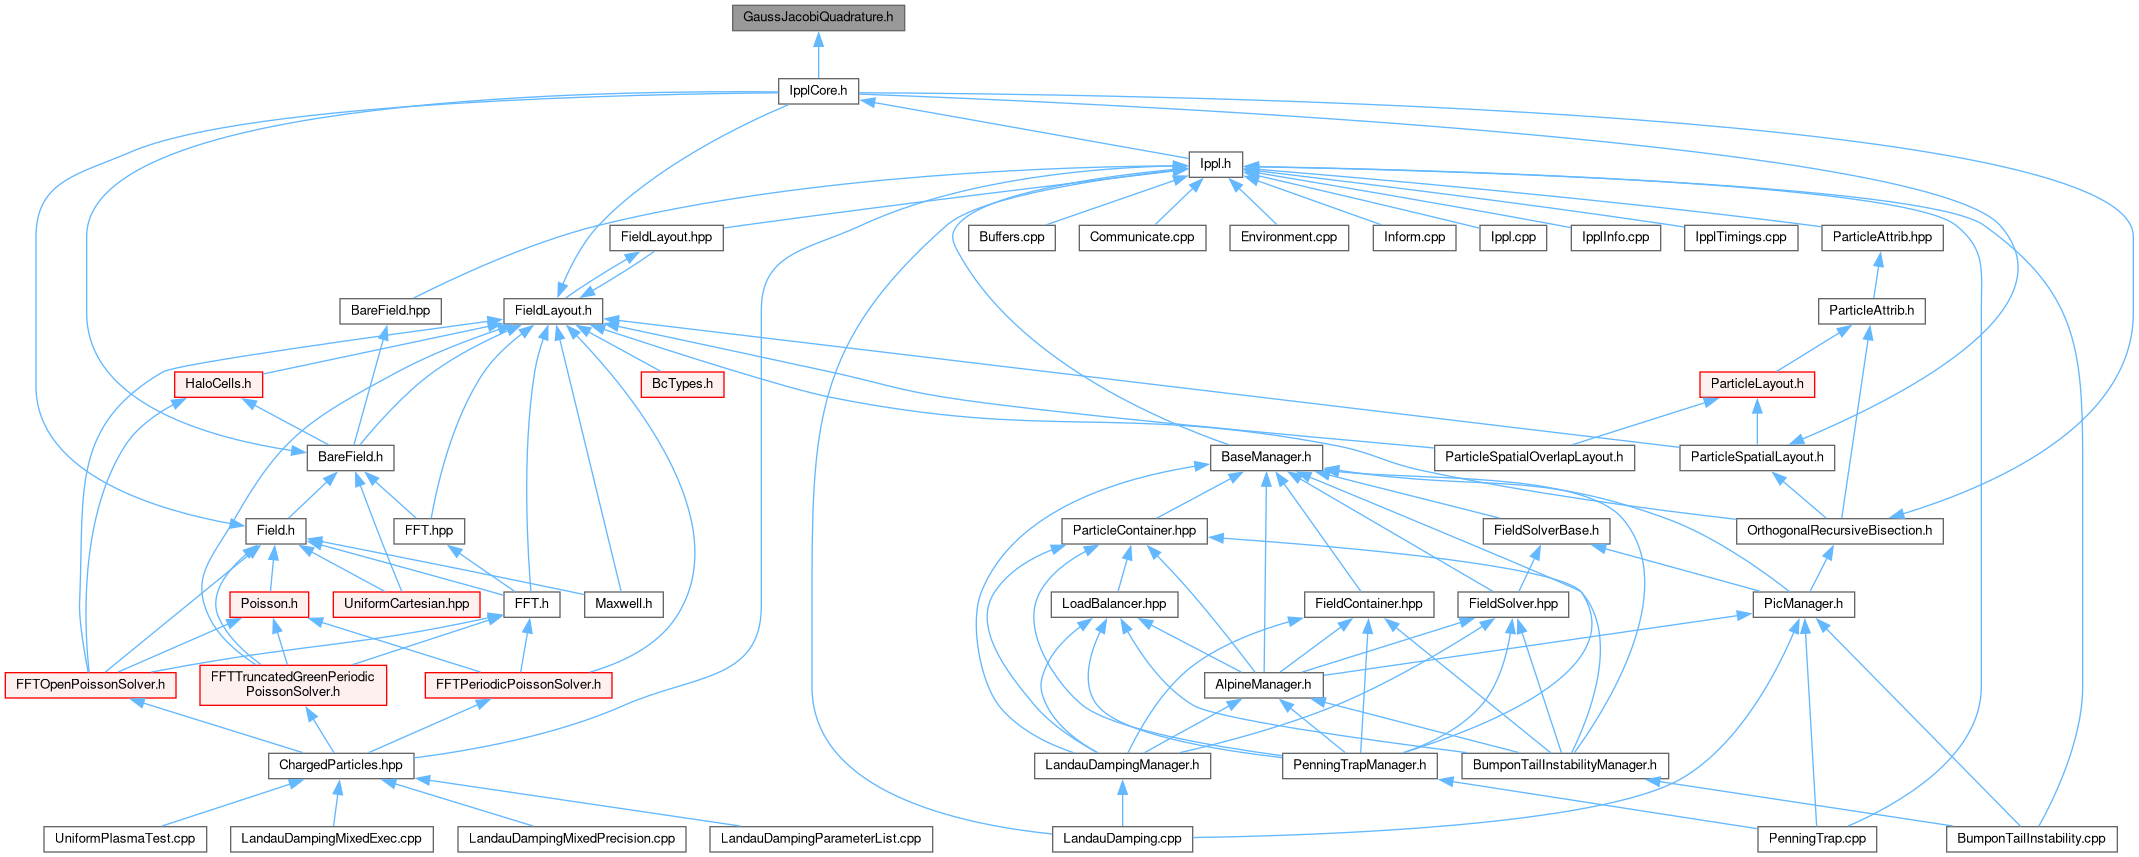 GaussJacobiQuadrature.h
IpplCore.h
Ippl.h
FieldLayout.hpp
Buffers.cpp
Communicate.cpp
Environment.cpp
Inform.cpp
Ippl.cpp
IpplInfo.cpp
IpplTimings.cpp
ParticleAttrib.hpp
BareField.hpp
FieldLayout.h
ParticleAttrib.h
HaloCells.h
BcTypes.h
ParticleLayout.h
BareField.h
BaseManager.h
ParticleSpatialOverlapLayout.h
ParticleSpatialLayout.h
Field.h
FFT.hpp
ParticleContainer.hpp
FieldSolverBase.h
OrthogonalRecursiveBisection.h
Poisson.h
UniformCartesian.hpp
FFT.h
Maxwell.h
LoadBalancer.hpp
FieldContainer.hpp
FieldSolver.hpp
PicManager.h
FFTOpenPoissonSolver.h
FFTTruncatedGreenPeriodic
PoissonSolver.h
FFTPeriodicPoissonSolver.h
AlpineManager.h
ChargedParticles.hpp
LandauDampingManager.h
PenningTrapManager.h
BumponTailInstabilityManager.h
UniformPlasmaTest.cpp
LandauDampingMixedExec.cpp
LandauDampingMixedPrecision.cpp
LandauDampingParameterList.cpp
LandauDamping.cpp
PenningTrap.cpp
BumponTailInstability.cpp